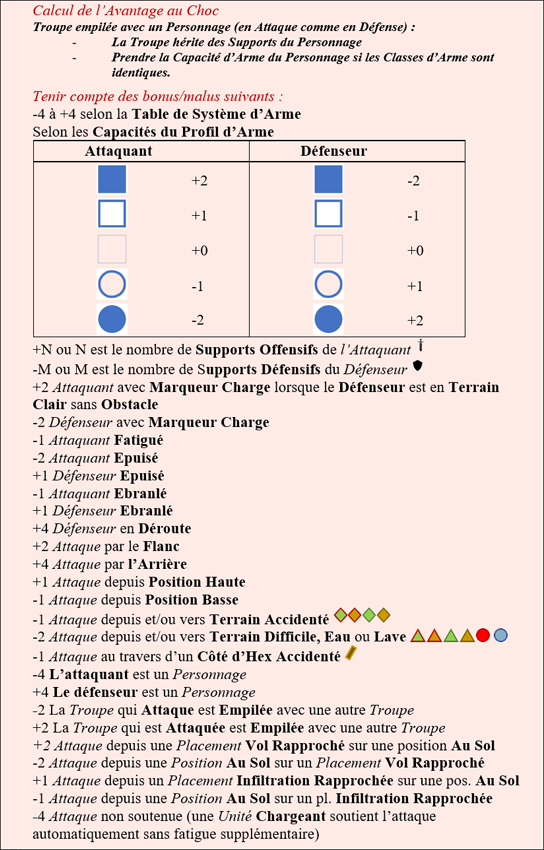 Calcul de l'Avantage au Choc
Troupe empilée avec un Personnage (en Attaque comme en Défense) :
- La Troupe hérite des Supports du Personnage
- Prendre la Capacité d'Arme du Personnage si les Classes d'Arme sont
identiques.
Tenir compte des bonus/malus suivants :
-4 à +4 selon la Table de Système d'Arme
Selon les Capacités du Profil d'Arme
Attaquant Défenseur
+2 -2
+1 -1
+0 +0
-1 +1
-2 +2
+N ou N est le nombre de Supports Offensifs de l'Attaquant
-M ou M est le nombre de Supports Défensifs du Défenseur
+2 Attaquant avec Marqueur Charge lorsque le Défenseur est en Terrain
Clair sans Obstacle
-2 Défenseur avec Marqueur Charge
-1 Attaquant Fatigué
-2 Attaquant Epuisé
+1 Défenseur Epuisé
-1 Attaquant Ebranlé
+1 Défenseur Ebranlé
+4 Défenseur en Déroute
+2 Attaque par le Flanc
+4 Attaque par l'Arrière
+1 Attaque depuis Position Haute
-1 Attaque depuis Position Basse
-1 Attaque depuis et/ou vers Terrain Accidenté
-2 Attaque depuis et/ou vers Terrain Difficile, Eau ou Lave
-1 Attaque au travers d'un Côté d'Hex Accidenté
-4 L'attaquant est un Personnage
+4 Le défenseur est un Personnage
-2 La Troupe qui Attaque est Empilée avec une autre Troupe
+2 La Troupe qui est Attaquée est Empilée avec une autre Troupe
+2 Attaque depuis une Placement Vol Rapproché sur une position Au Sol
-2 Attaque depuis une Position Au Sol sur un Placement Vol Rapproché
+1 Attaque depuis un Placement Infiltration Rapprochée sur une pos. Au Sol
-1 Attaque depuis une Position Au Sol sur un pl. Infiltration Rapprochée
-4 Attaque non soutenue (une Unité Chargeant soutient l'attaque
automatiquement sans fatigue supplémentaire)